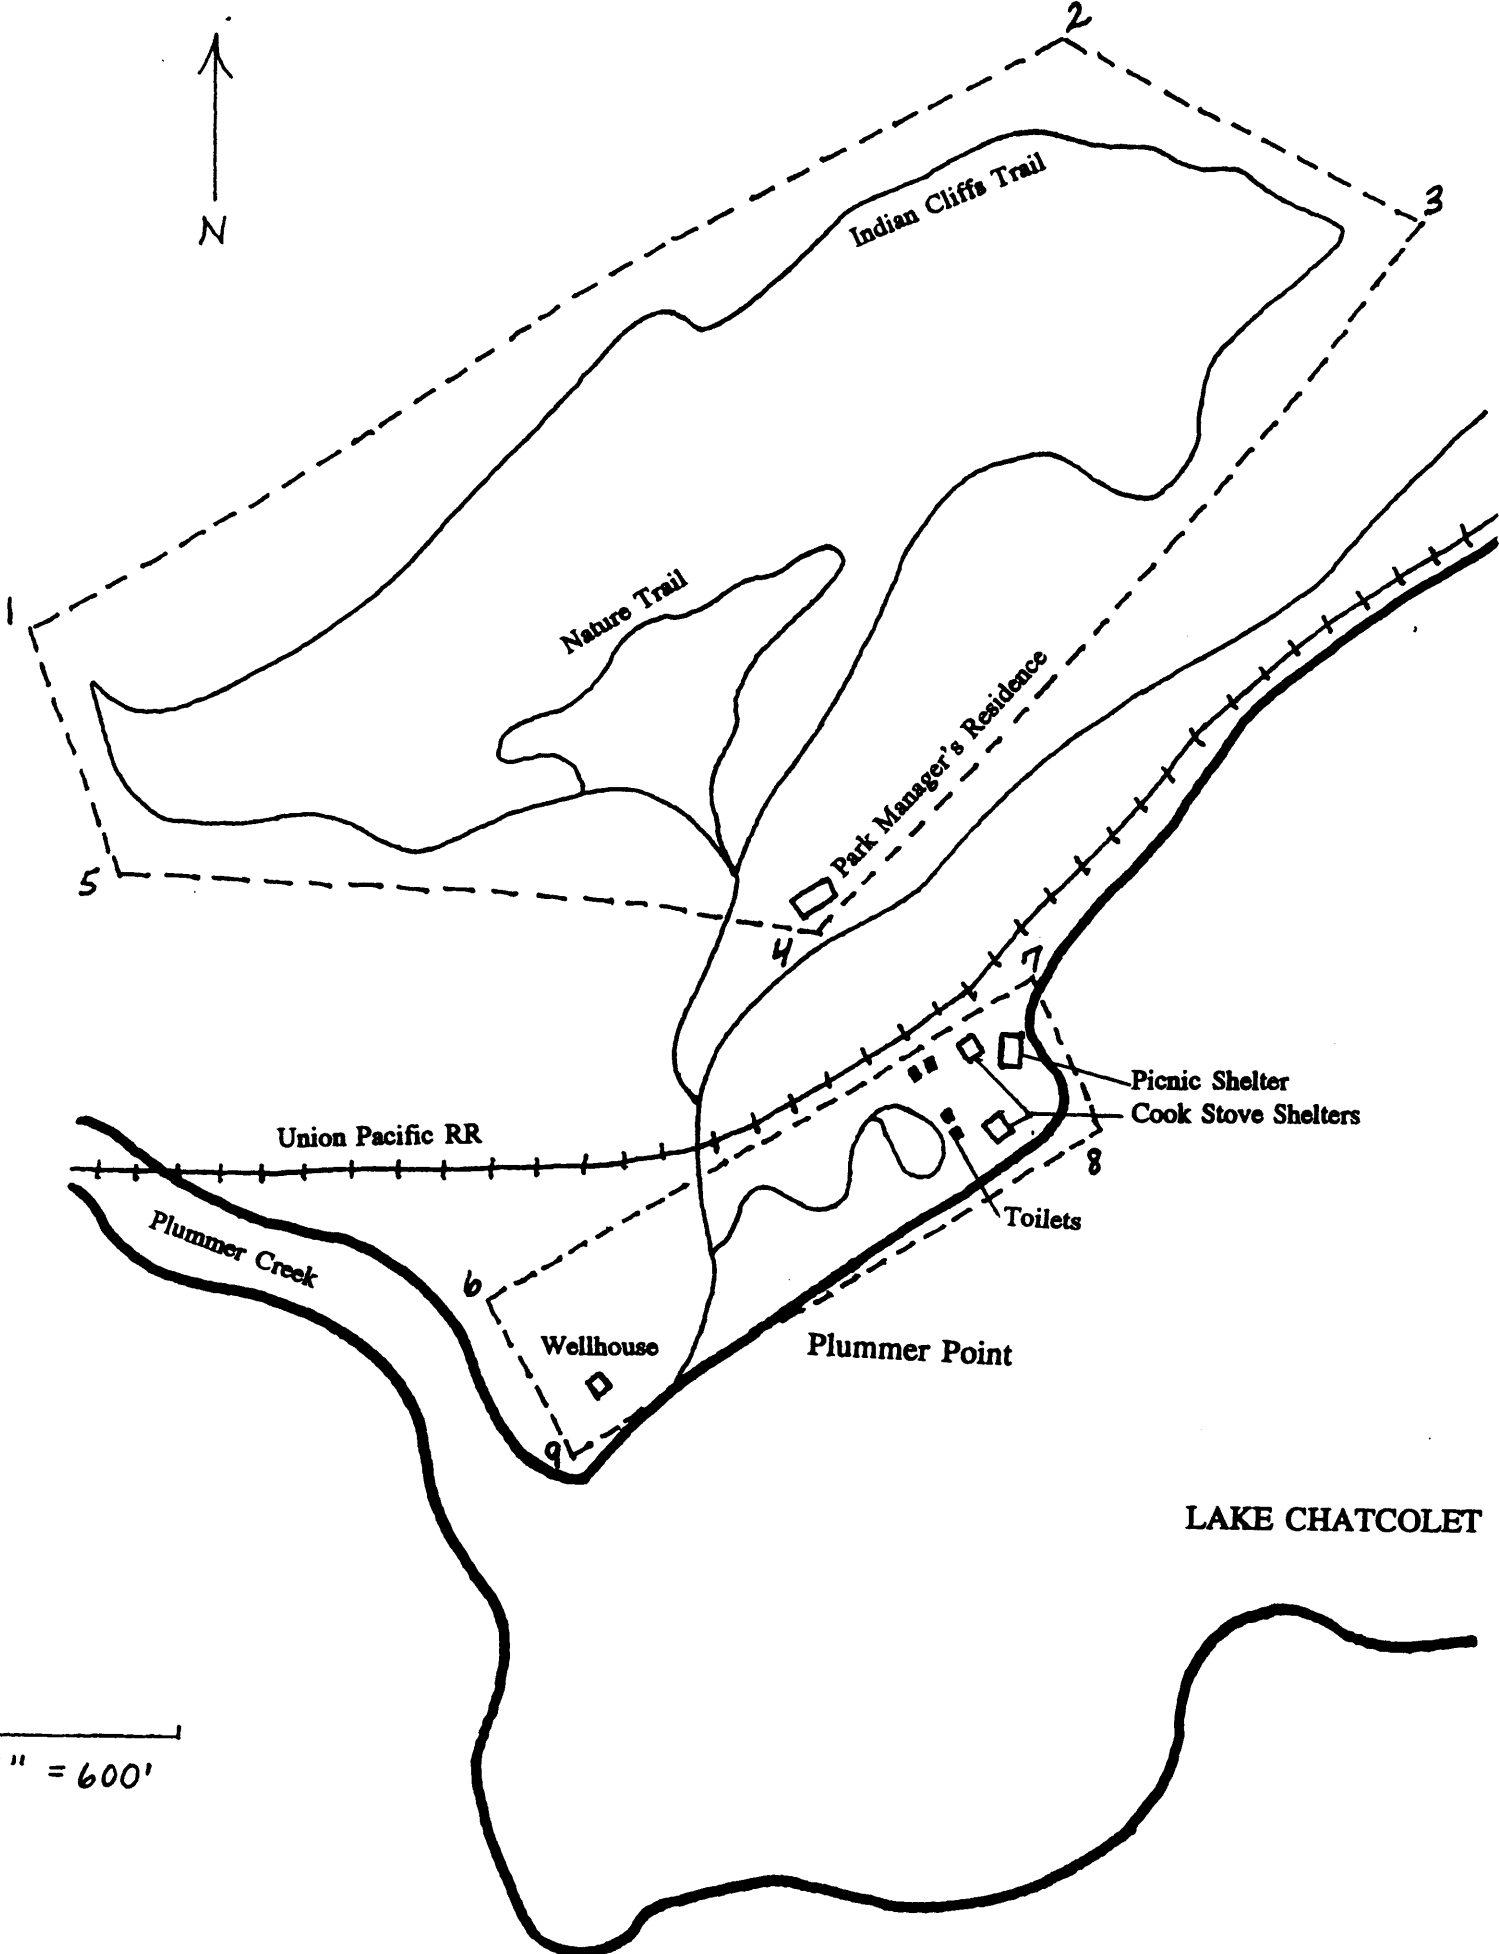 2
N
Indian Cliffs Trail
3
1
Nature Trail
Park Manager's Residence
5
4
7
Picnic Shelter
Cook Stove Shelters
Union Pacific RR
8
Toilets
Plummer Creek
6
Wellhouse
Plummer Point
9
LAKE CHATCOLET
" = 600'